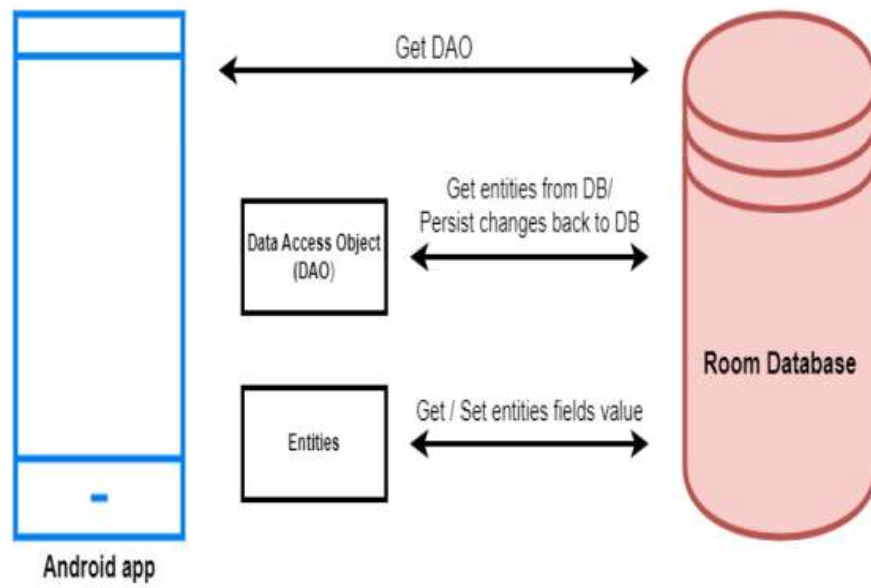 Get DAO
Get entities from DB/
Persist changes back to DB
Data Access Object
(DAO)
Room Database
Get / Set entities fields value
Entities
Android app